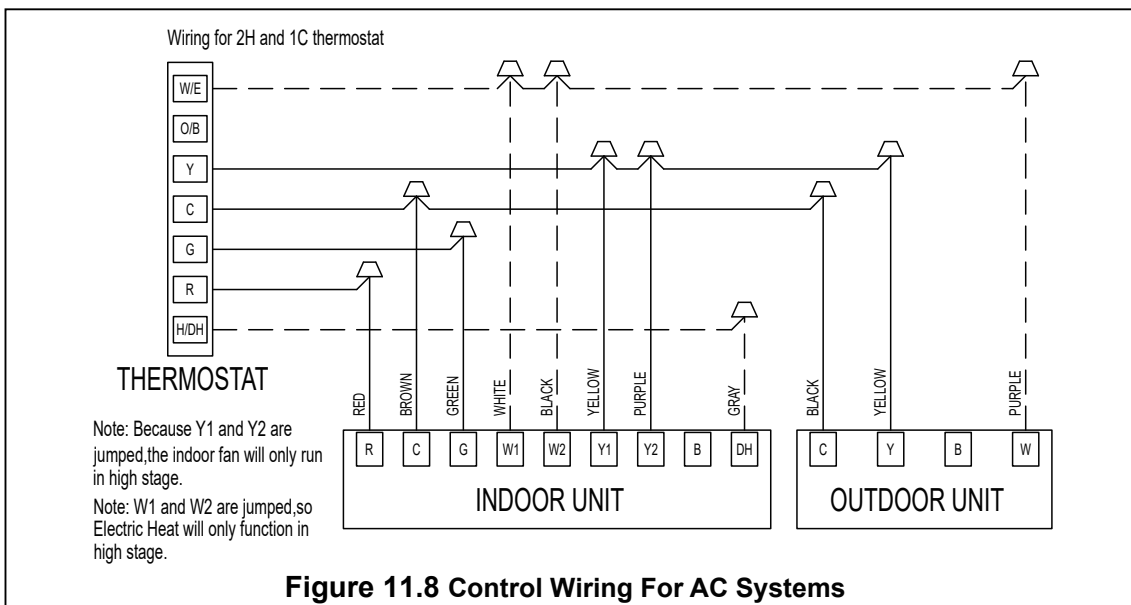 Wiring for 2H and 1C thermostat
W/E
O/B
Y
C
G
R
H/DH
THERMOSTAT
Note: Because Y1 and Y2 are
jumped,the indoor fan will only run
in high stage.
Note: W1 and W2 are jumped,so
Electric Heat will only function in
high stage.
RED
BROWN
GREEN
WHITE
BLACK
YELLOW
PURPLE
GRAY
BLACK
YELLOW
PURPLE
R C G W1 W2 Y1 Y2 B DH
INDOOR UNIT
C Y B W
OUTDOOR UNIT
Figure 11.8 Control Wiring For AC Systems